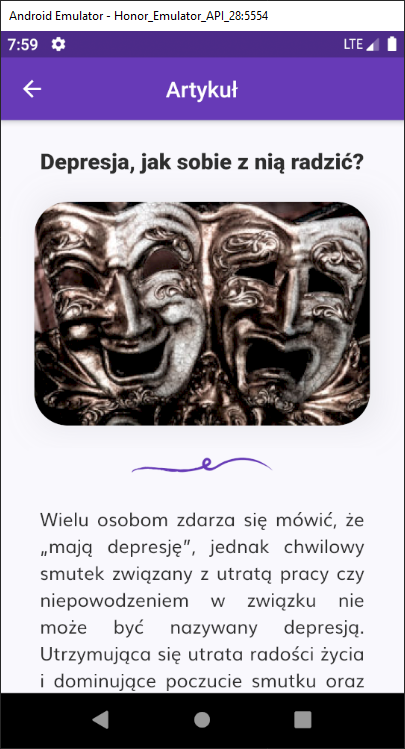 Android Emulator - Honor_Emulator_API_28:5554
7:59 LTE
Artykuł
Depresja, jak sobie z nią radzić?
Wielu osobom zdarza się mówić, że
„mają depresję”, jednak chwilowy
smutek związany z utratą pracy czy
niepowodzeniem w związku nie
może być nazywany depresją.
Utrzymująca się utrata radości życia
i dominujące poczucie smutku oraz